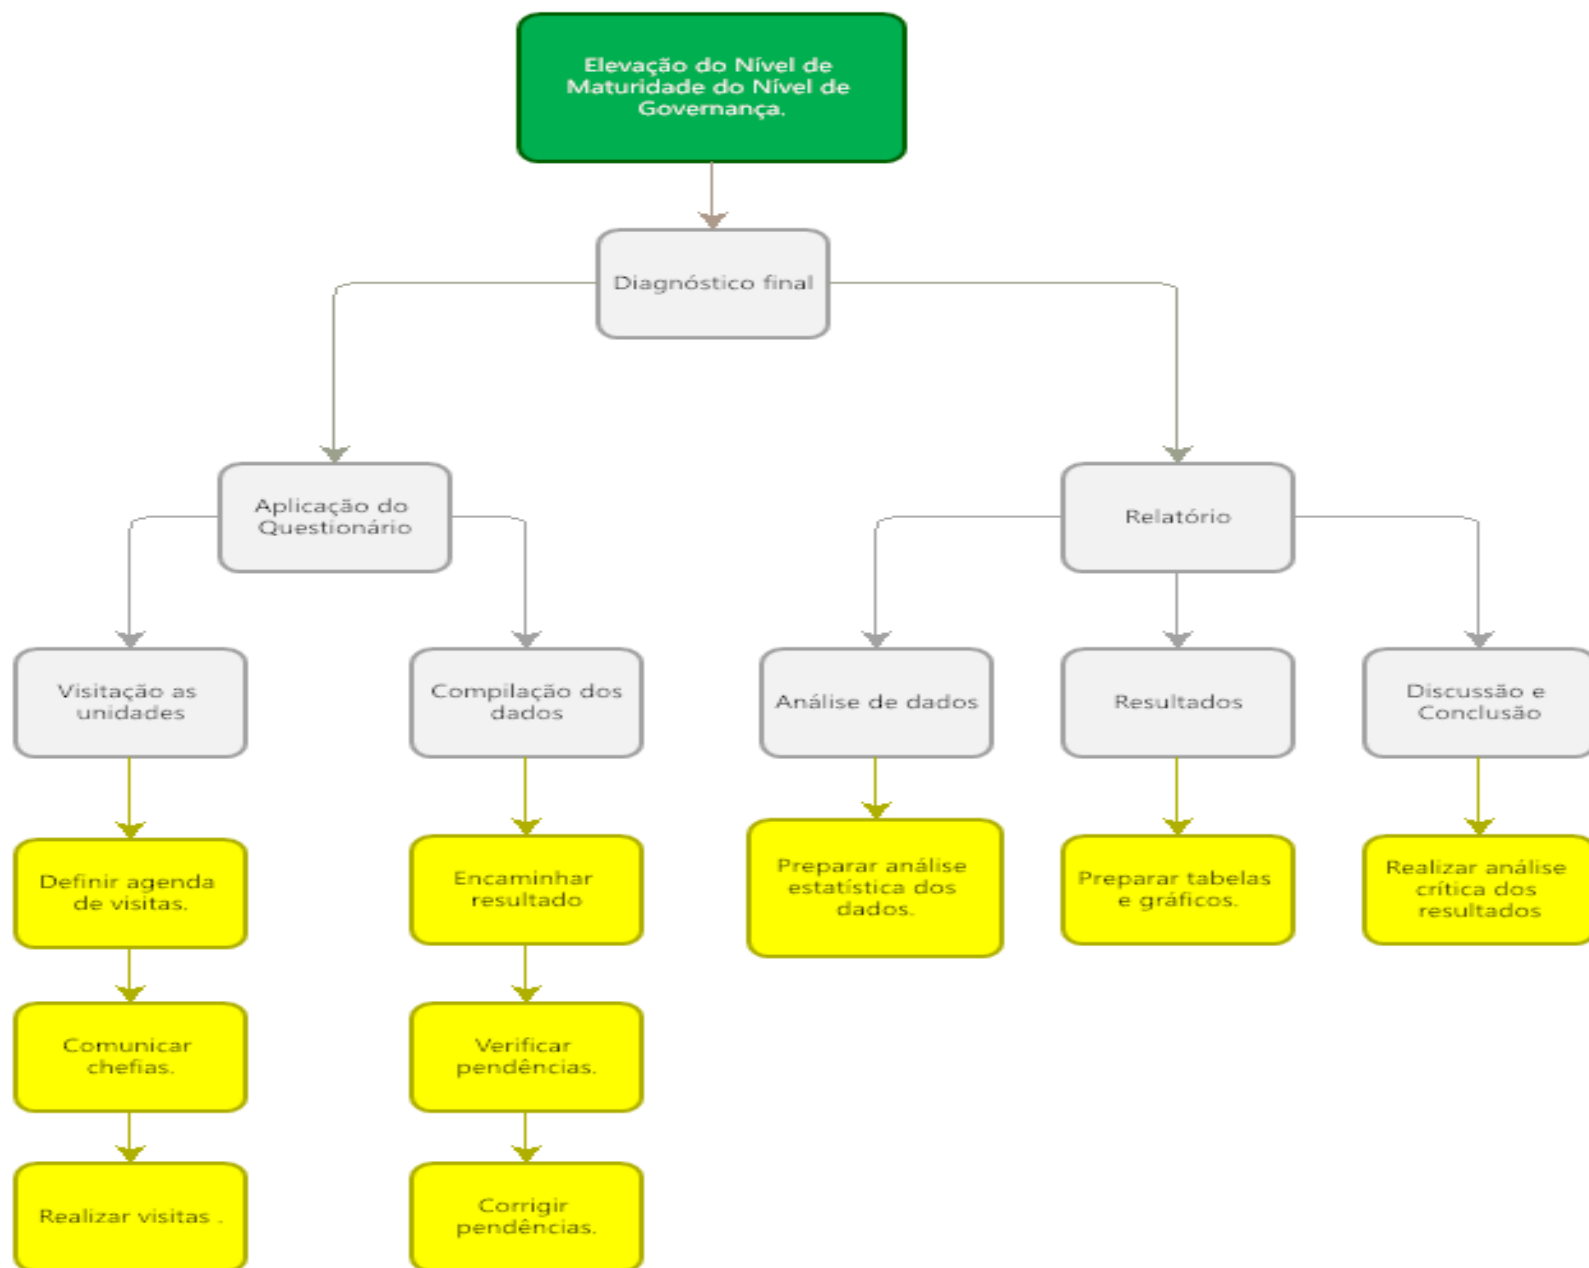 Elevação do Nível de
Maturidade do Nível de
Governança.
Diagnóstico final
Aplicação do
Questionário
Relatório
Visitação as
unidades
Compilação dos
dados
Análise de dados
Resultados
Discussão e
Conclusão
Definir agenda
de visitas.
Encaminhar
resultado
Preparar análise
estatística dos
dados.
Preparar tabelas
e gráficos.
Realizar análise
crítica dos
resultados
Comunicar
chefias.
Verificar
pendências.
Realizar visitas .
Corrigir
pendências.